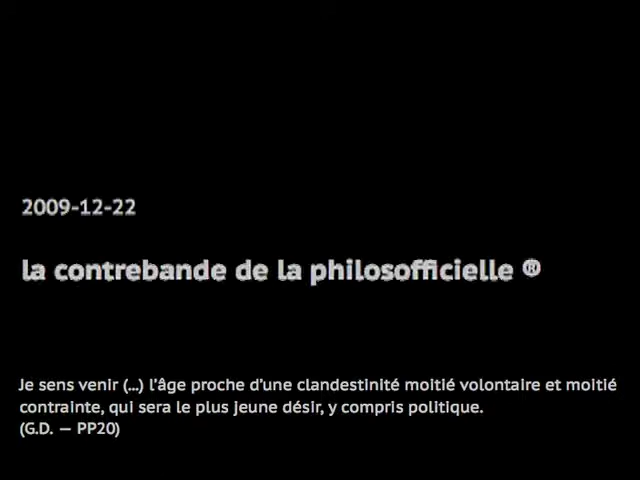 2009-12-22
la contrebande de la philosofficielle ®
Je sens venir (...) l'âge proche d'une clandestinité moitié volontaire et moitié
contrainte, qui sera le plus jeune désir, y compris politique.
(G.D. — PP20)